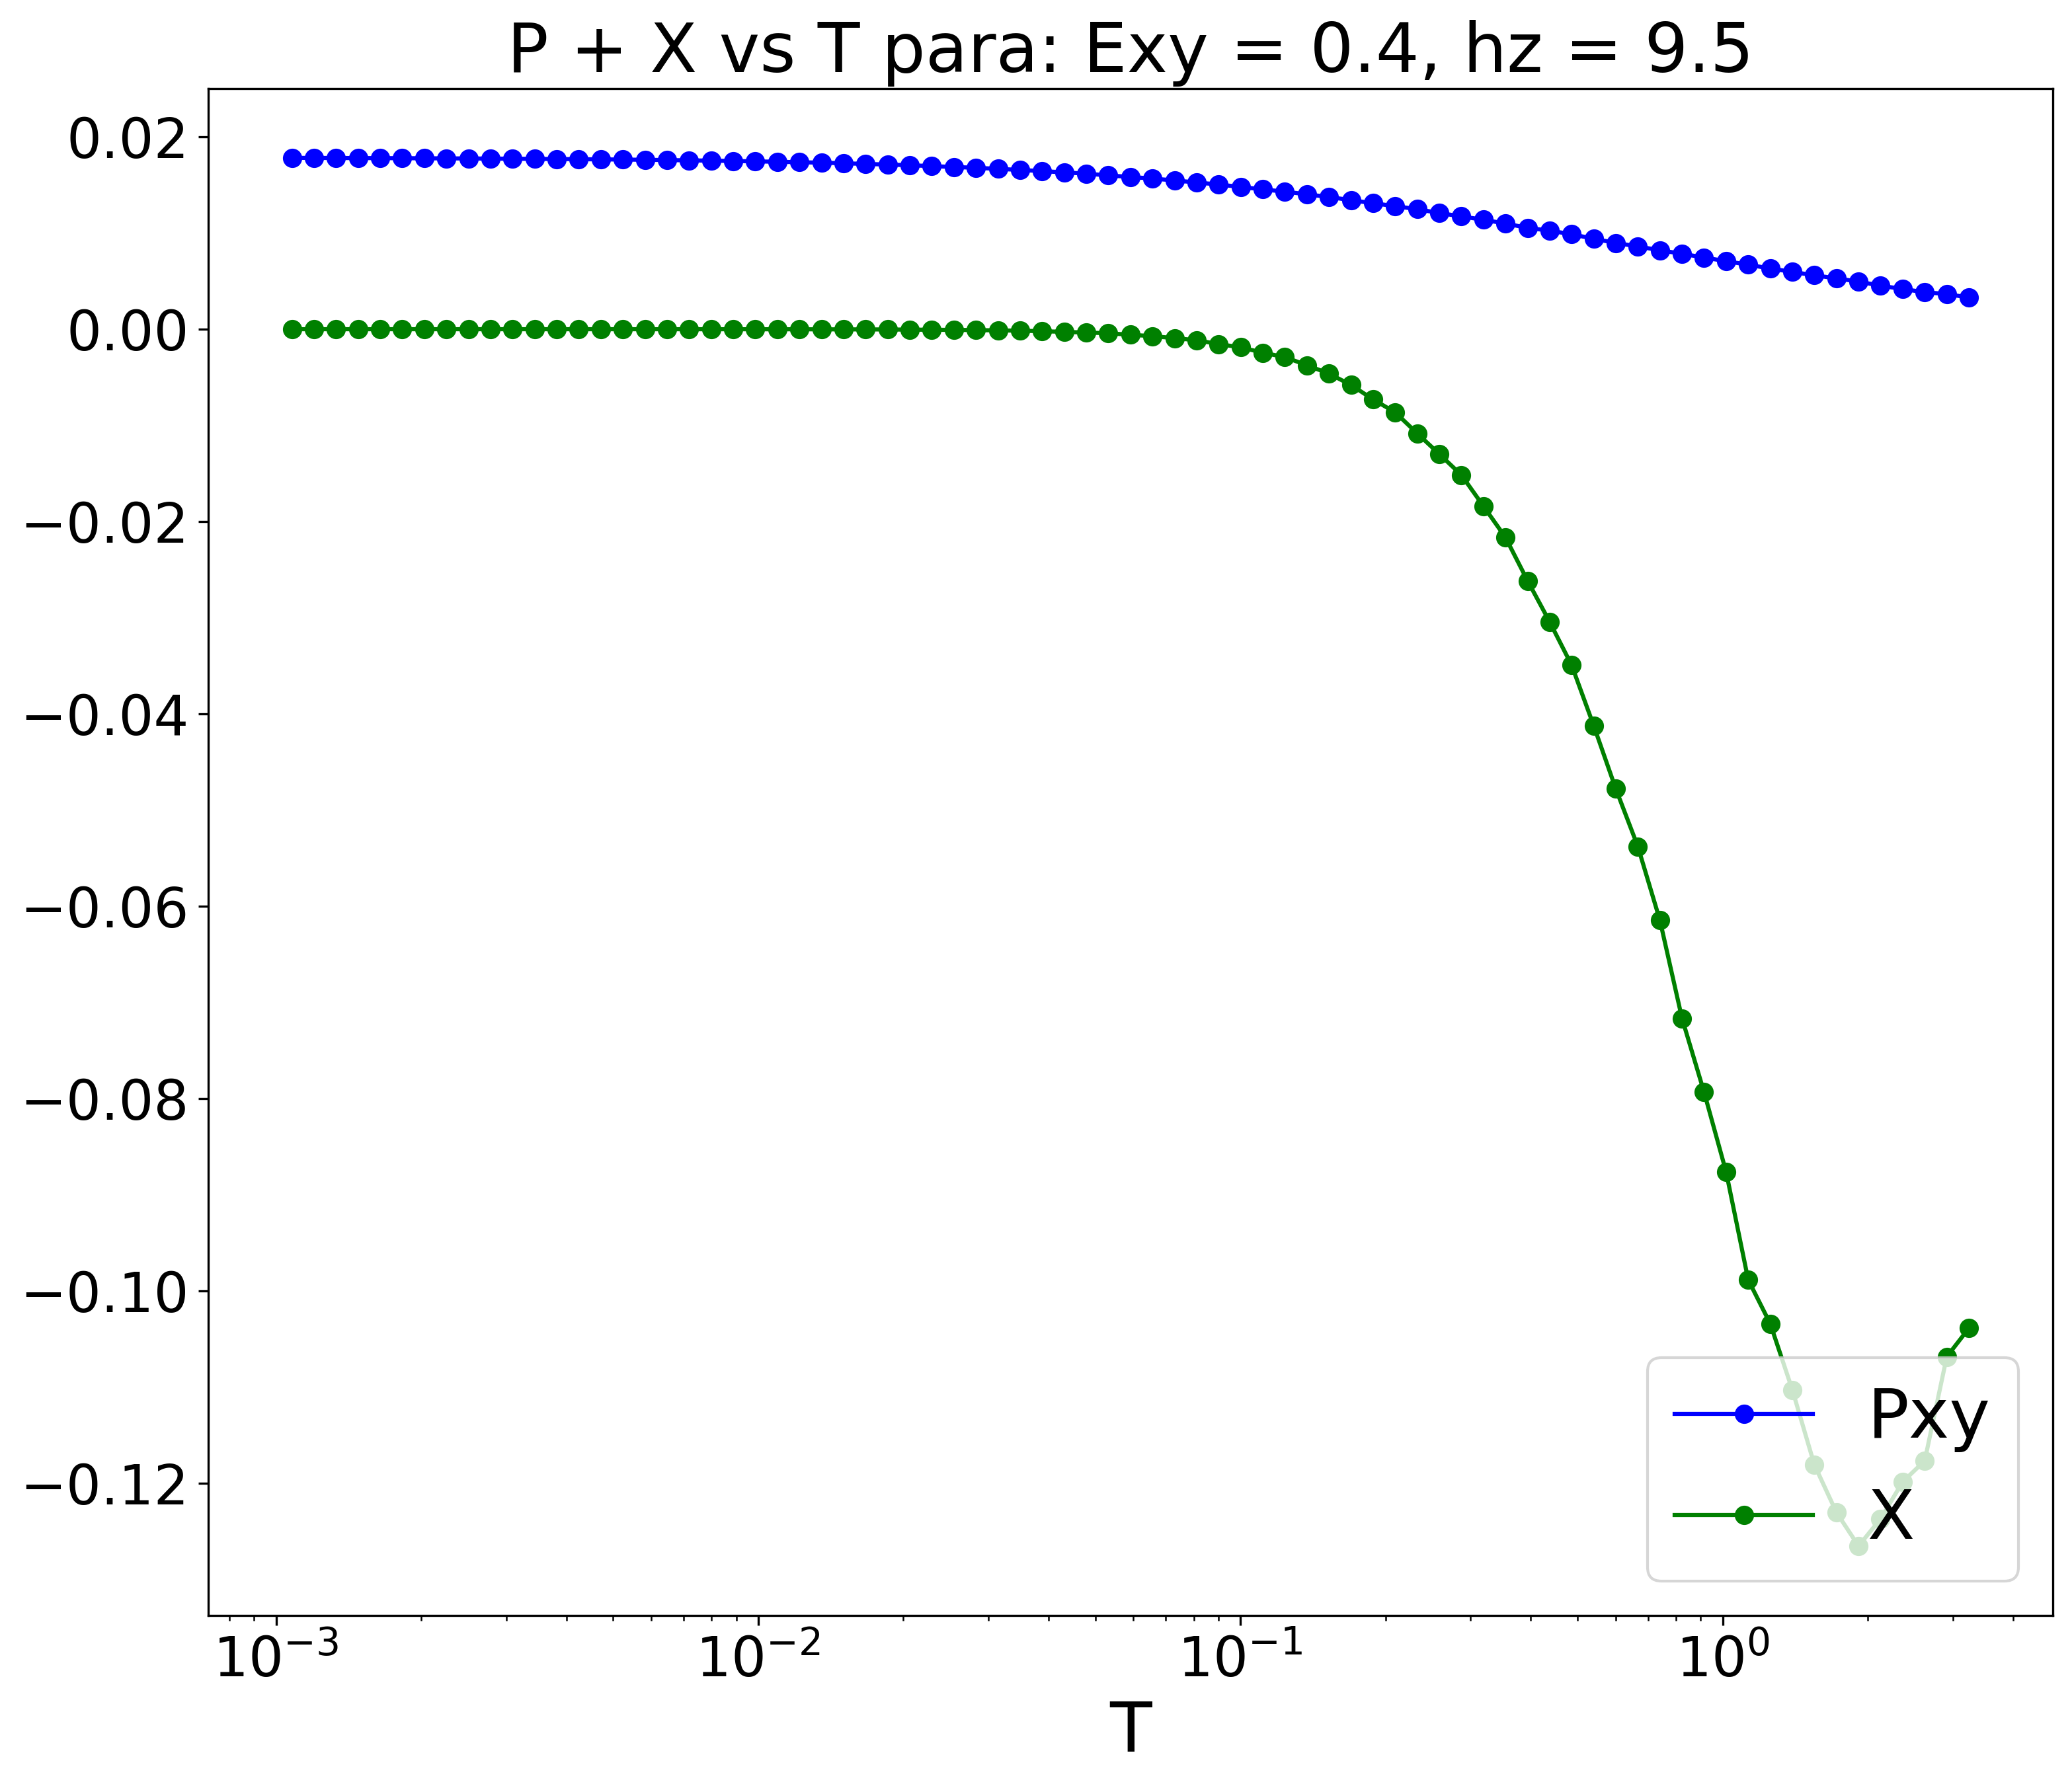 P + X vs T para: Exy = 0.4, hz = 9.5
0.02
0.00
−0.02
−0.04
−0.06
−0.08
−0.10
−0.12
Pxy
X
10⁻³ 10⁻² 10⁻¹ 10⁰
T